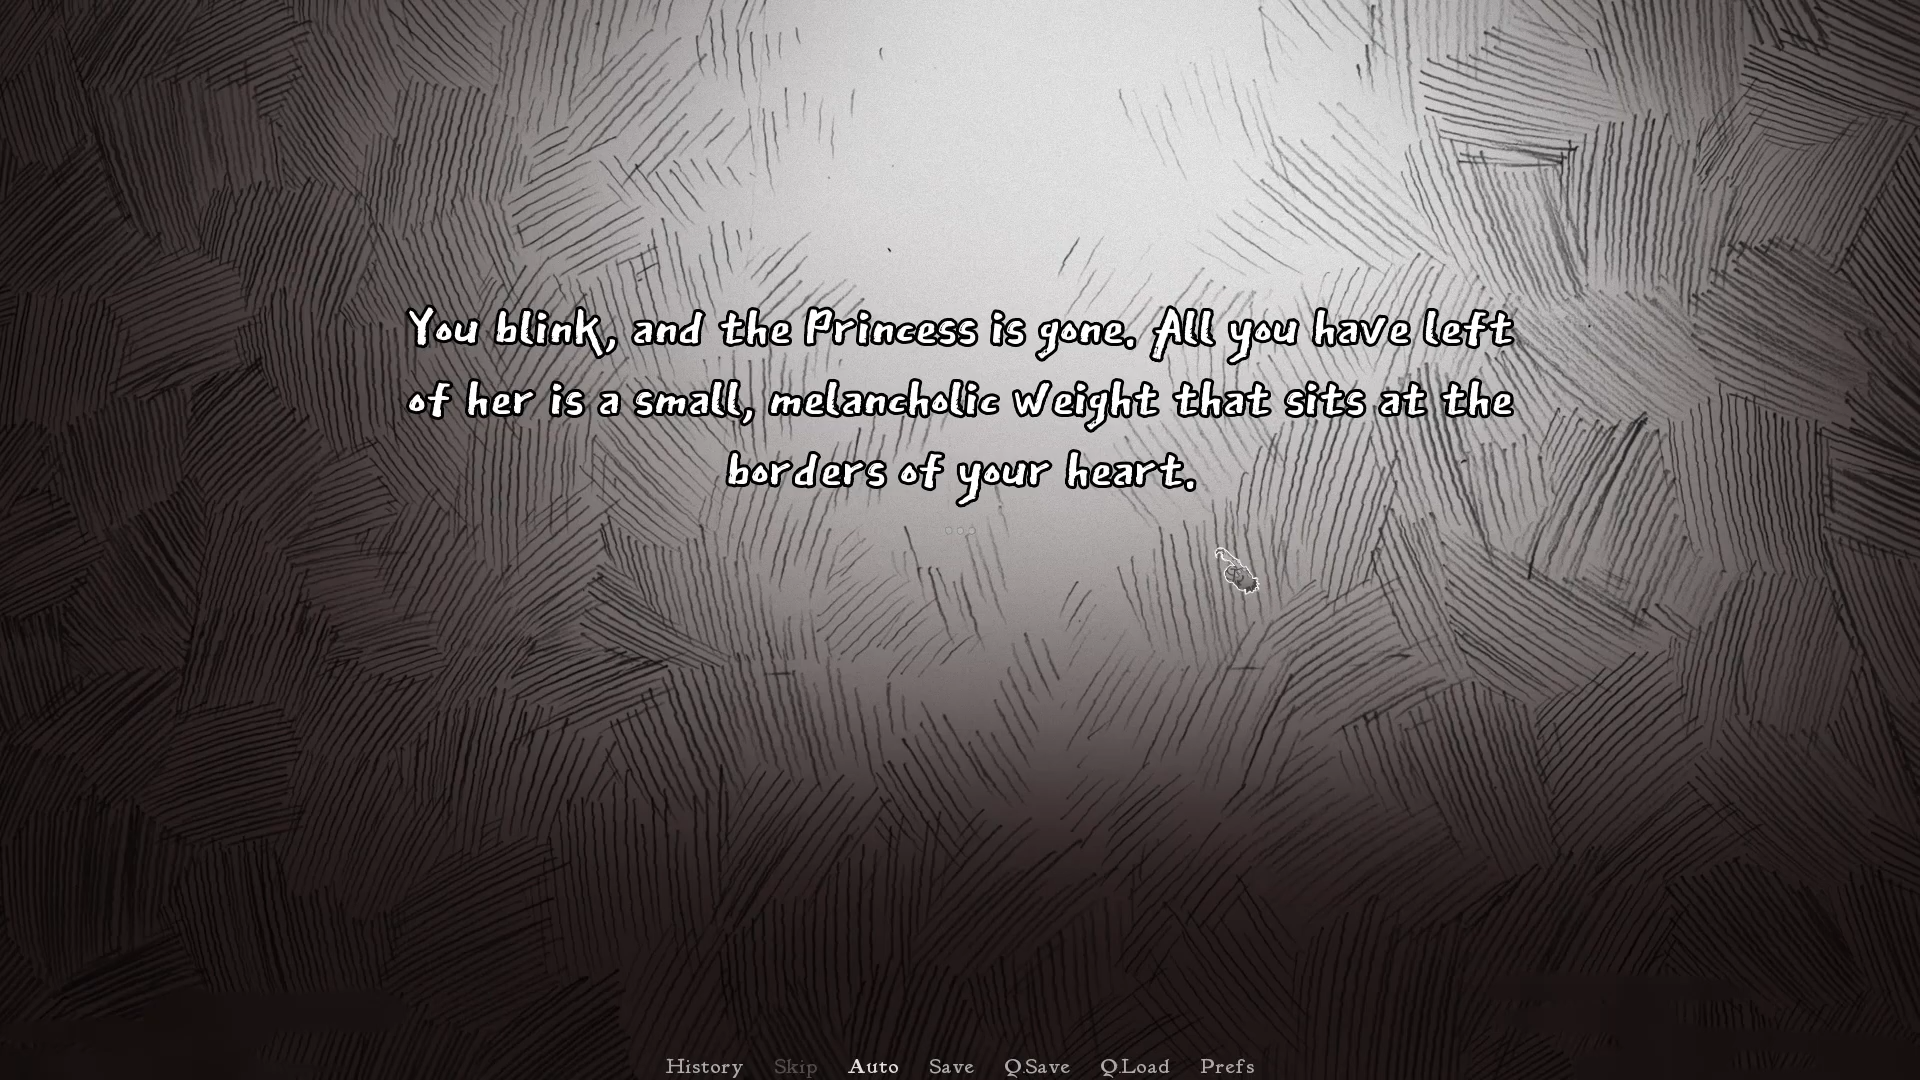 You blink, and the Princess is gone. All you have left
of her is a small, melancholic weight that sits at the
borders of your heart.
History Skip Auto Save Q.Save Q.Load Prefs